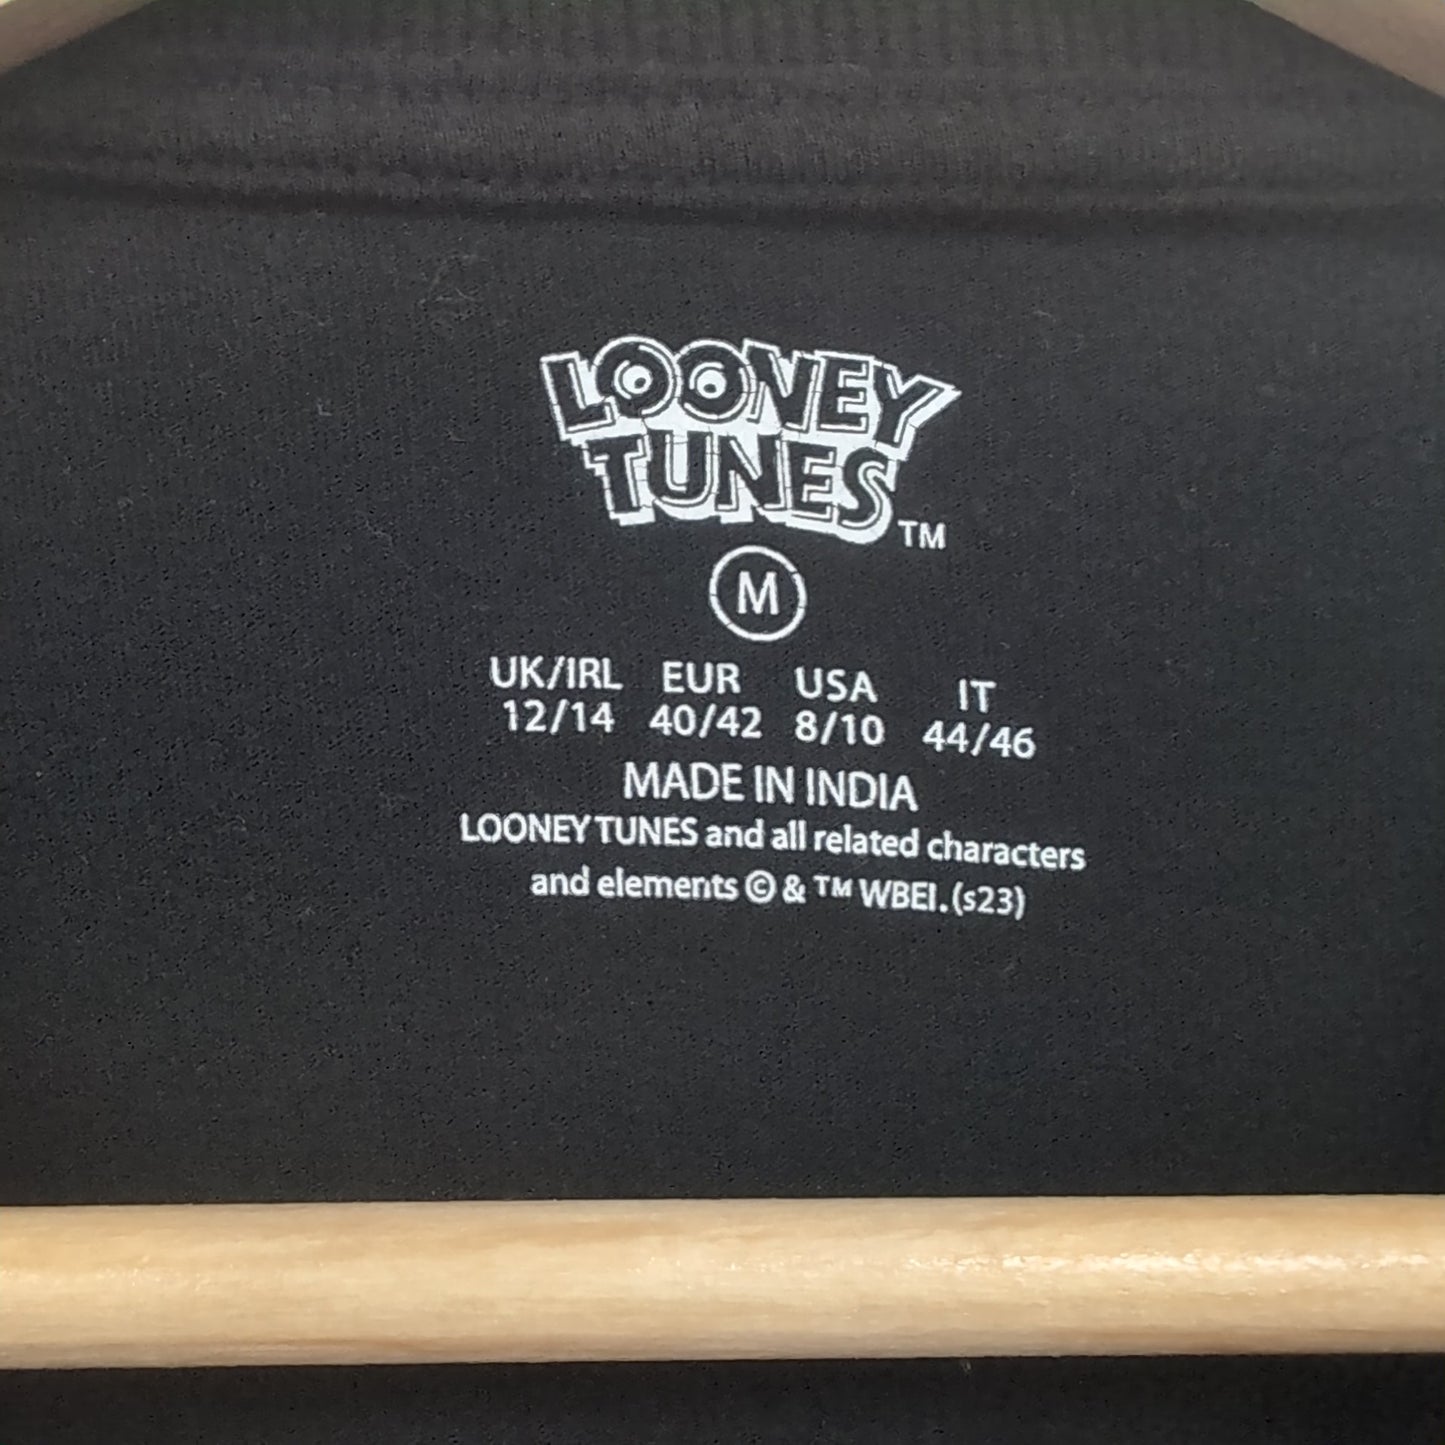 LOONEY
TUNES TM
M
UK/IRL EUR USA IT
12/14 40/42 8/10 44/46
MADE IN INDIA
LOONEY TUNES and all related characters
and elements © & ™ WBEI. (s23)